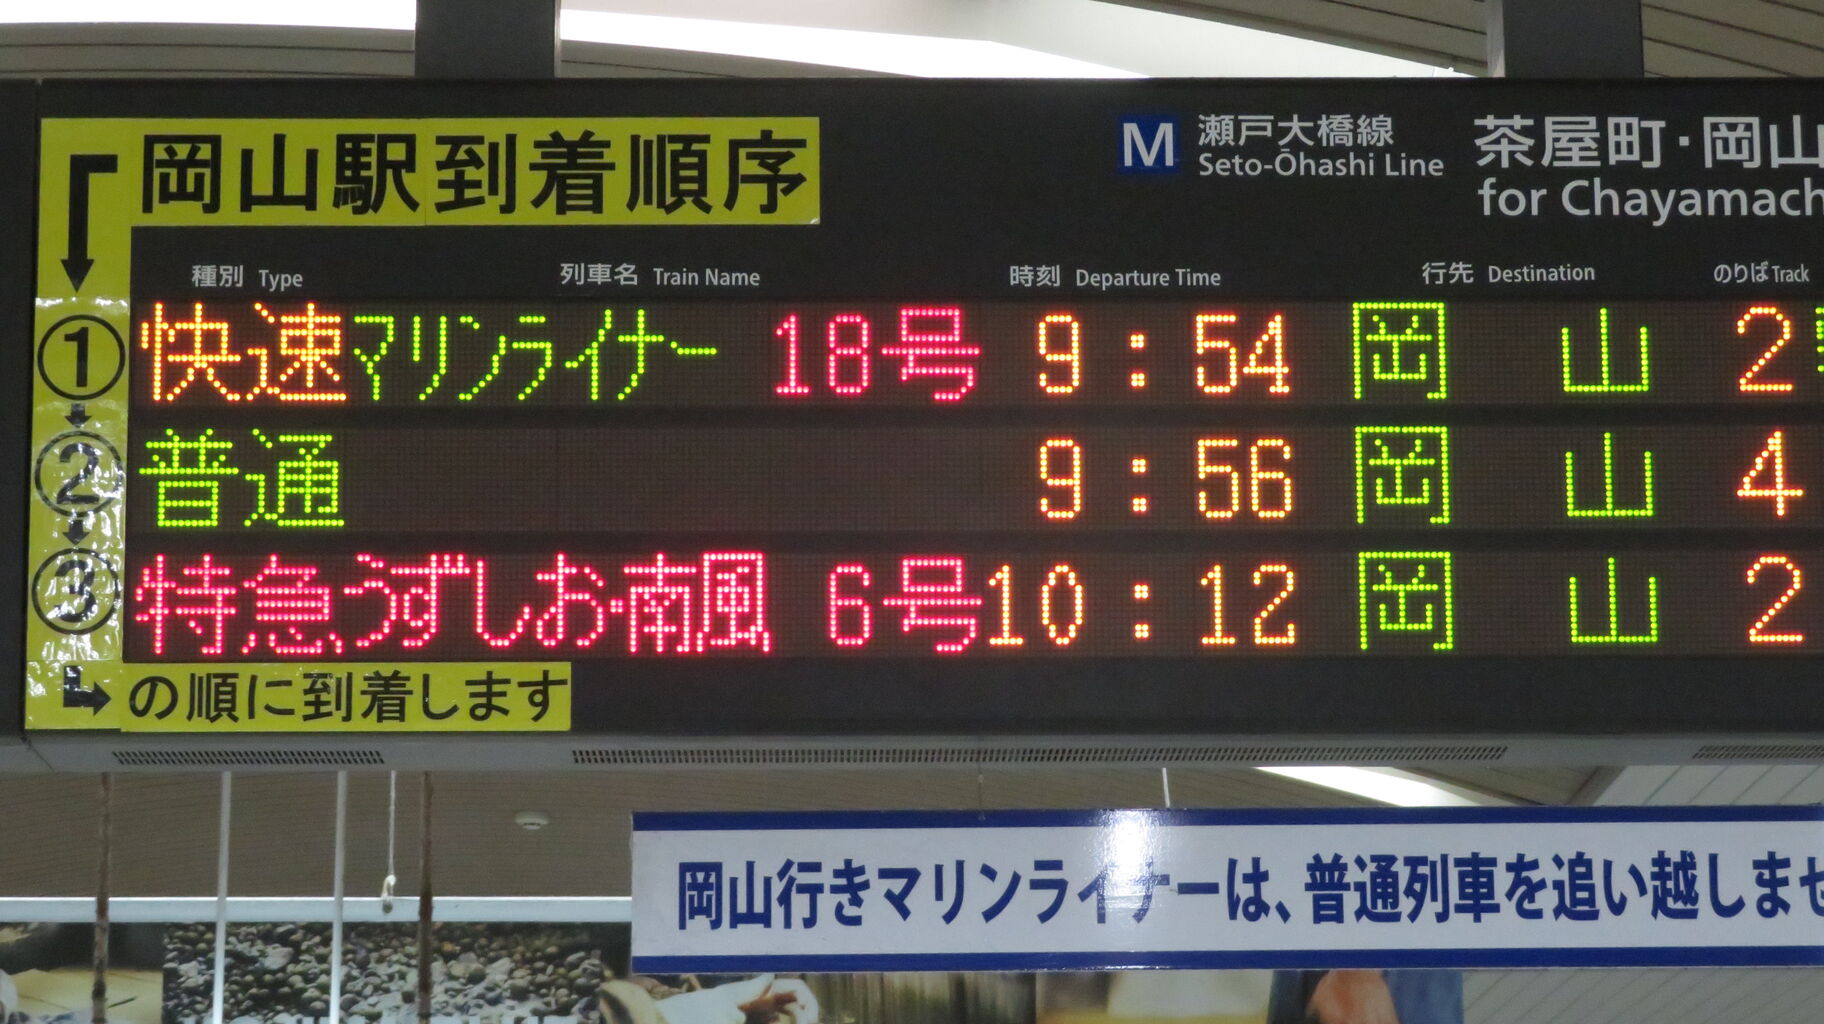 岡山駅到着順序
M 瀬戸大橋線 茶屋町・岡山
Seto-Ōhashi Line for Chayamach
種別 Type 列車名 Train Name 時刻 Departure Time 行先 Destination のりば Track
① 快速 マリンライナー 18号 9:54 岡山 2
② 普通 9:56 岡山 4
③ 特急 うずしお・南風 6号 10:12 岡山 2
の順に到着します
岡山行きマリンライナーは、普通列車を追い越しませ